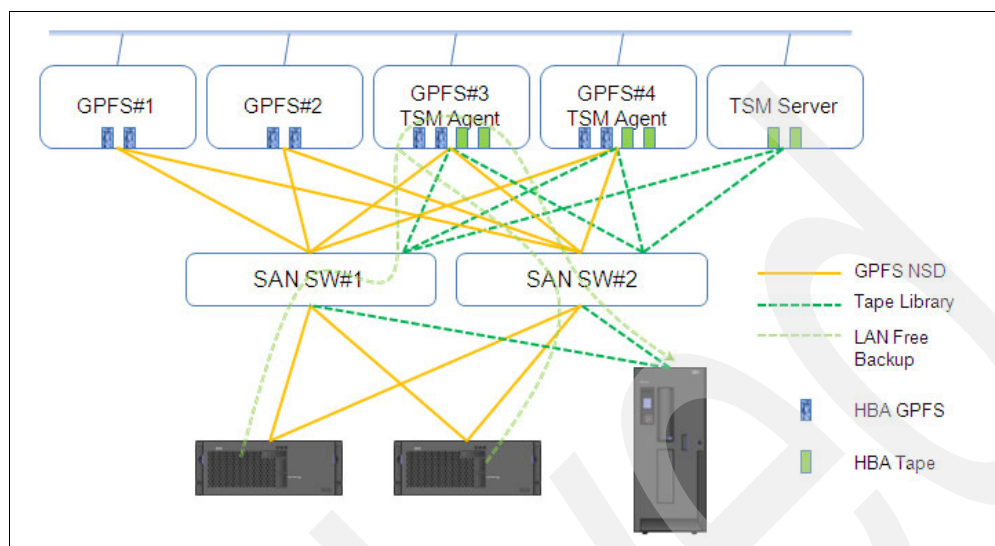 GPFS#1
GPFS#2
GPFS#3
TSM Agent
GPFS#4
TSM Agent
TSM Server
SAN SW#1
SAN SW#2
GPFS NSD
Tape Library
LAN Free
Backup
HBA GPFS
HBA Tape